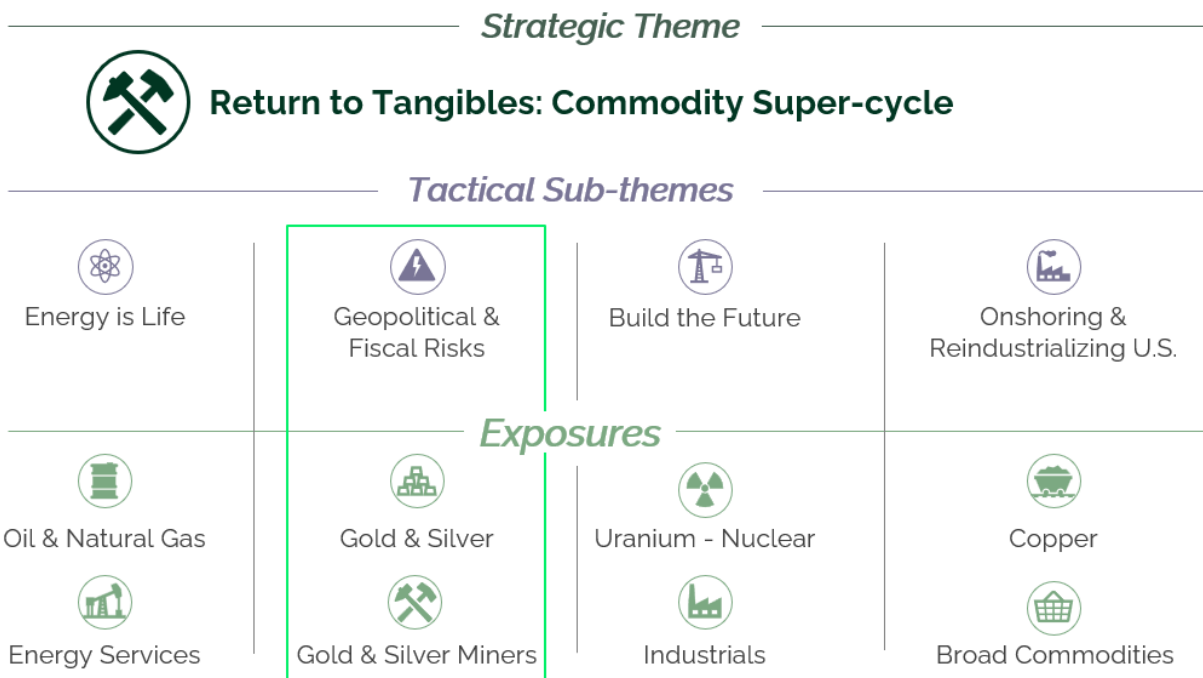 Strategic Theme
Return to Tangibles: Commodity Super-cycle
Tactical Sub-themes
Energy is Life
Geopolitical &
Fiscal Risks
Build the Future
Onshoring &
Reindustrializing U.S.
Exposures
Oil & Natural Gas
Gold & Silver
Uranium - Nuclear
Copper
Energy Services
Gold & Silver Miners
Industrials
Broad Commodities